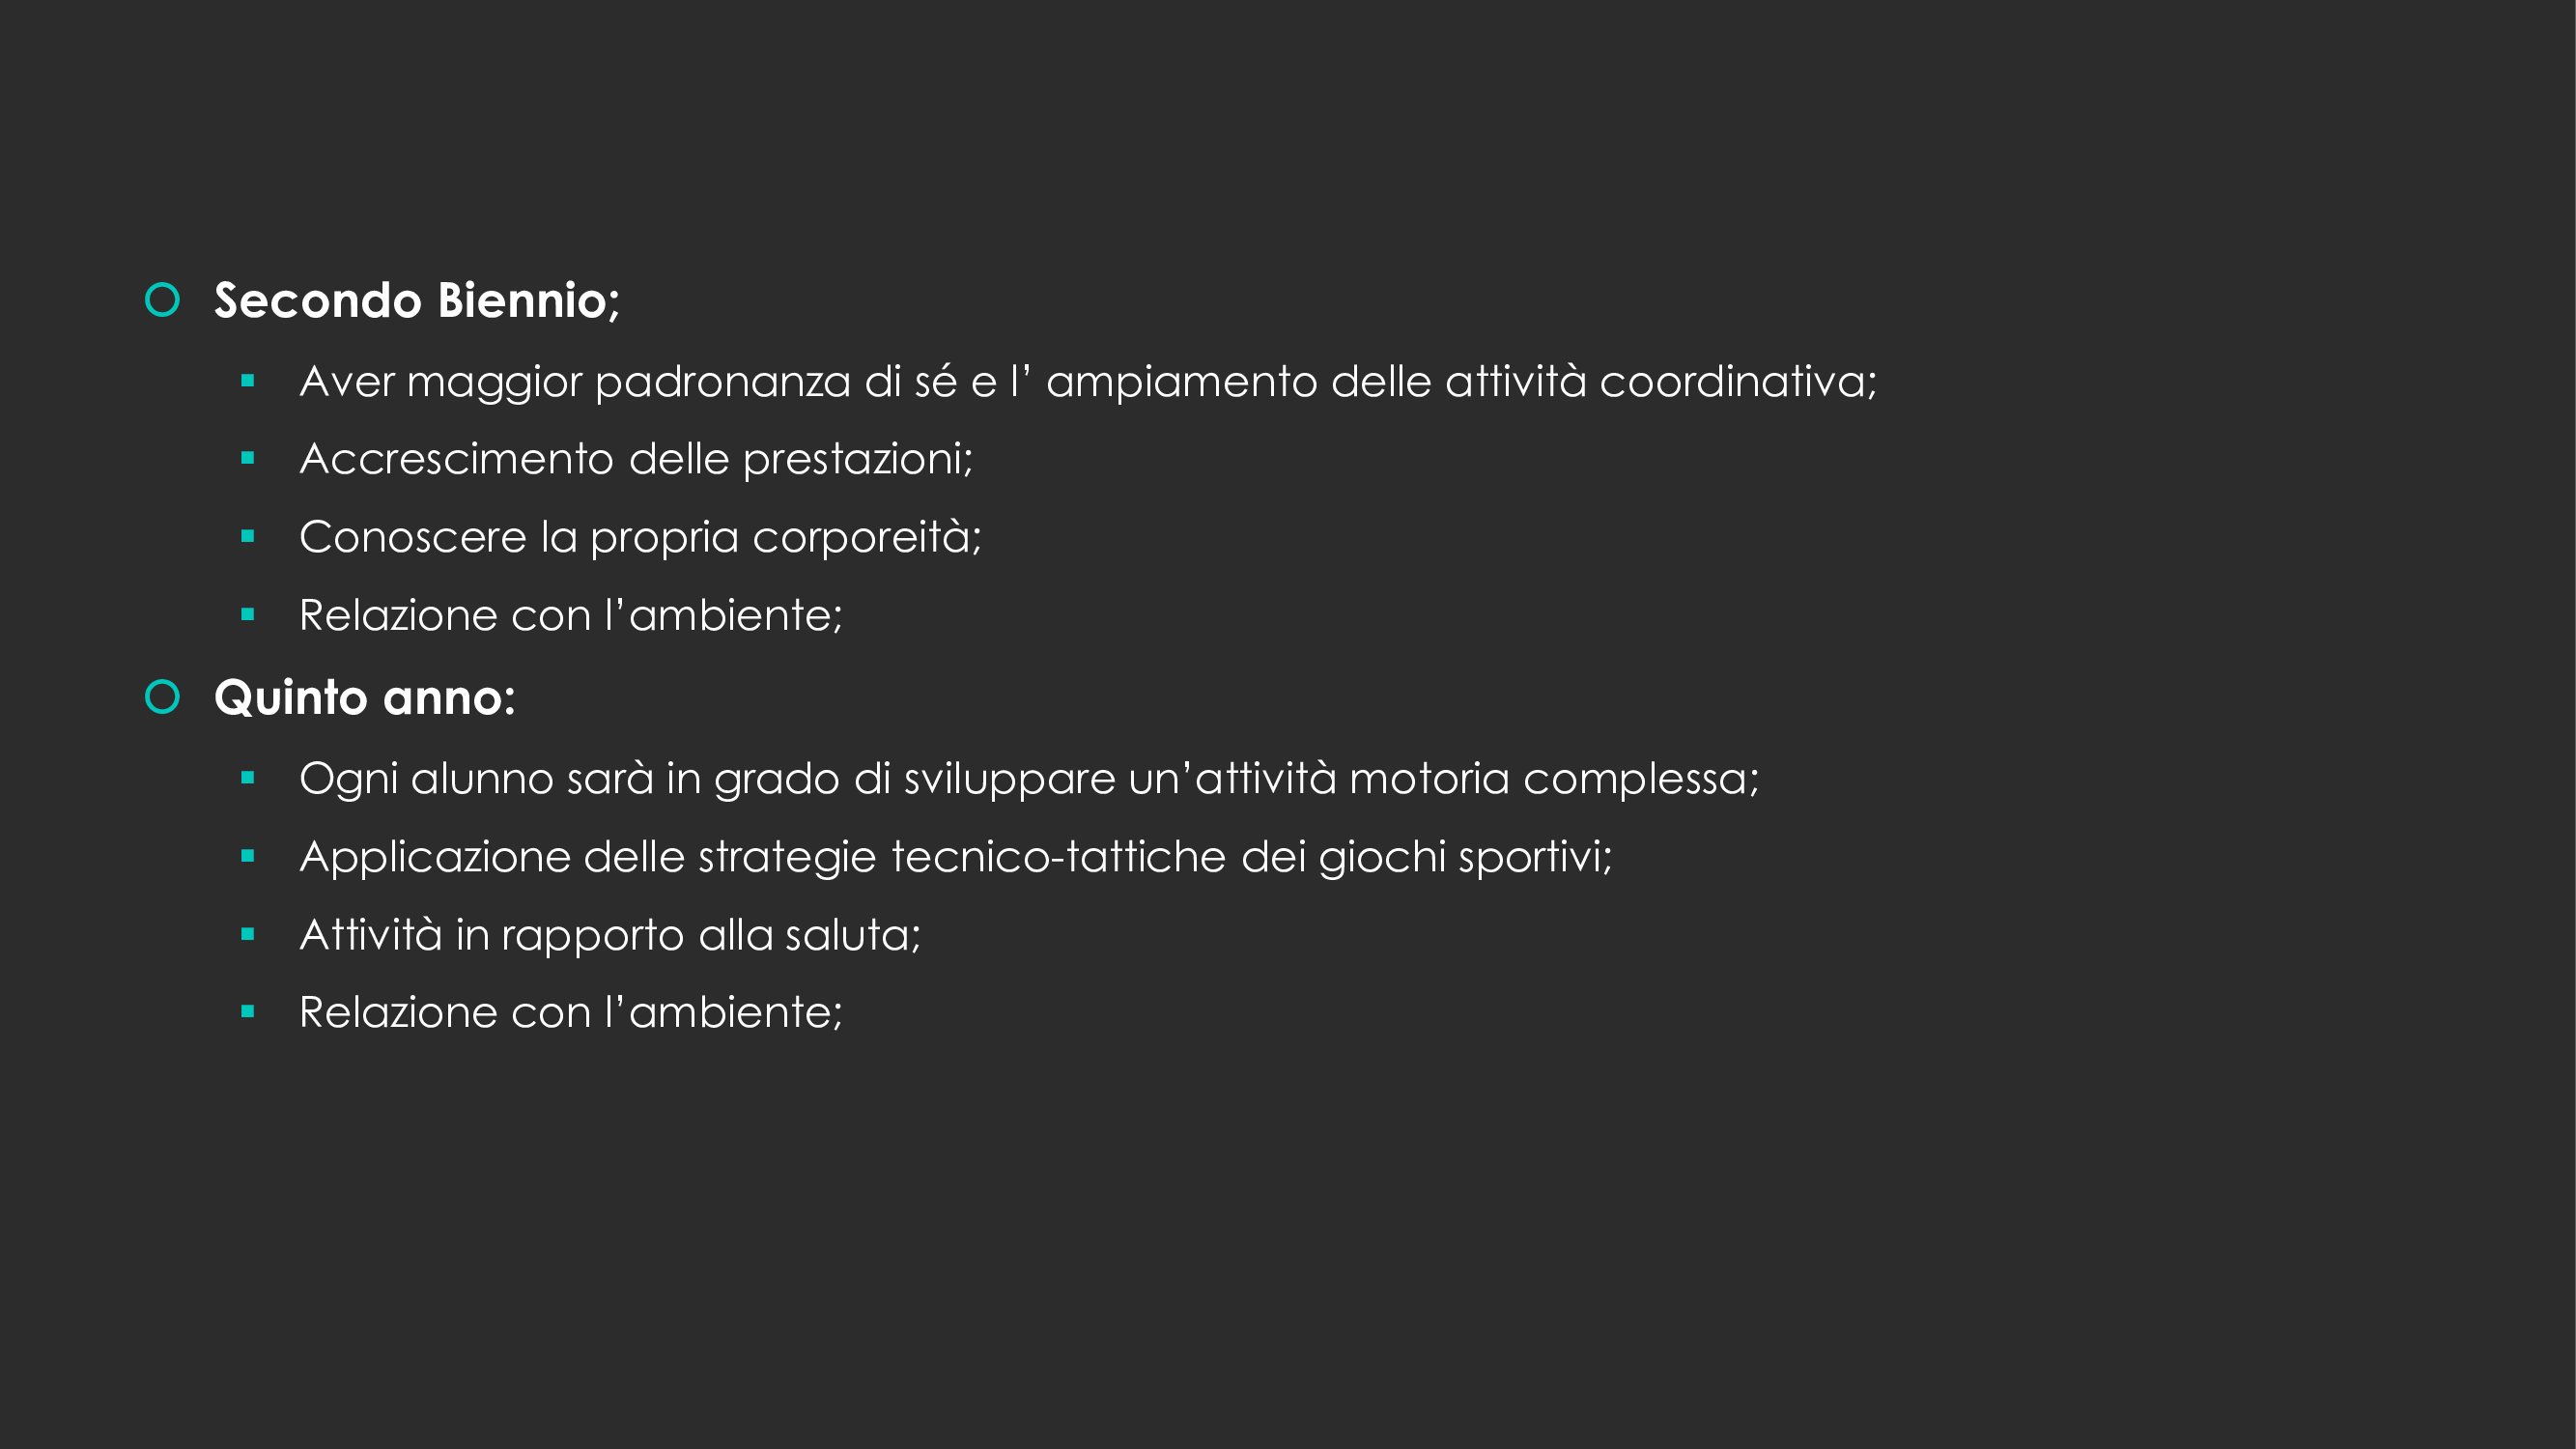 Secondo Biennio;
Aver maggior padronanza di sé e l’ ampiamento delle attività coordinativa;
Accrescimento delle prestazioni;
Conoscere la propria corporeità;
Relazione con l’ambiente;
Quinto anno:
Ogni alunno sarà in grado di sviluppare un’attività motoria complessa;
Applicazione delle strategie tecnico-tattiche dei giochi sportivi;
Attività in rapporto alla saluta;
Relazione con l’ambiente;